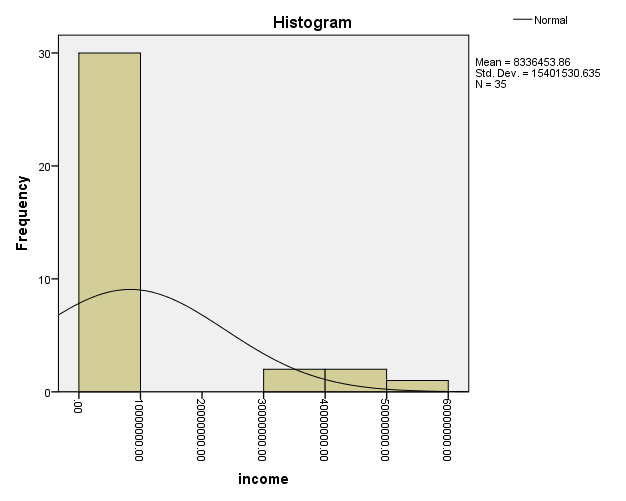 Histogram
Normal
Mean = 8336453.86
Std. Dev. = 15401530.635
N = 35
Frequency
30
20
10
0
.00
10000000.00
20000000.00
30000000.00
40000000.00
50000000.00
60000000.00
income